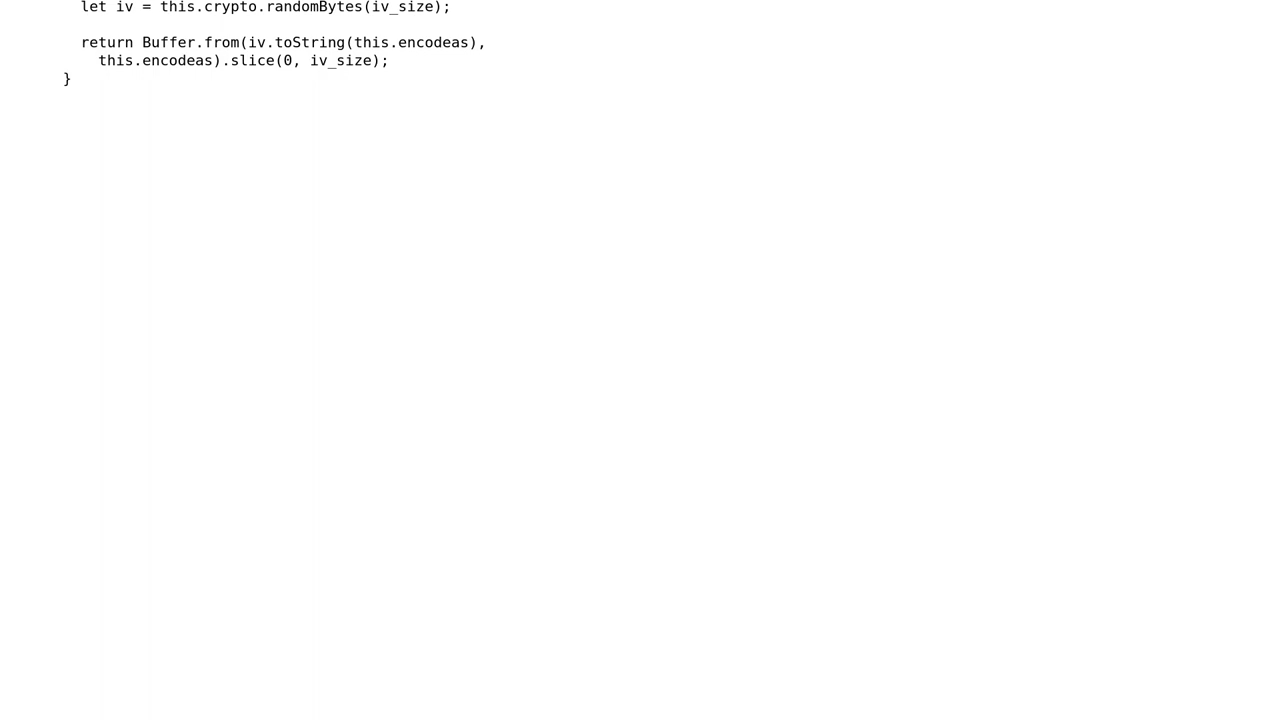 let iv = this.crypto.randomBytes(iv_size);
return Buffer.from(iv.toString(this.encodeas),
this.encodeas).slice(0, iv_size);
}